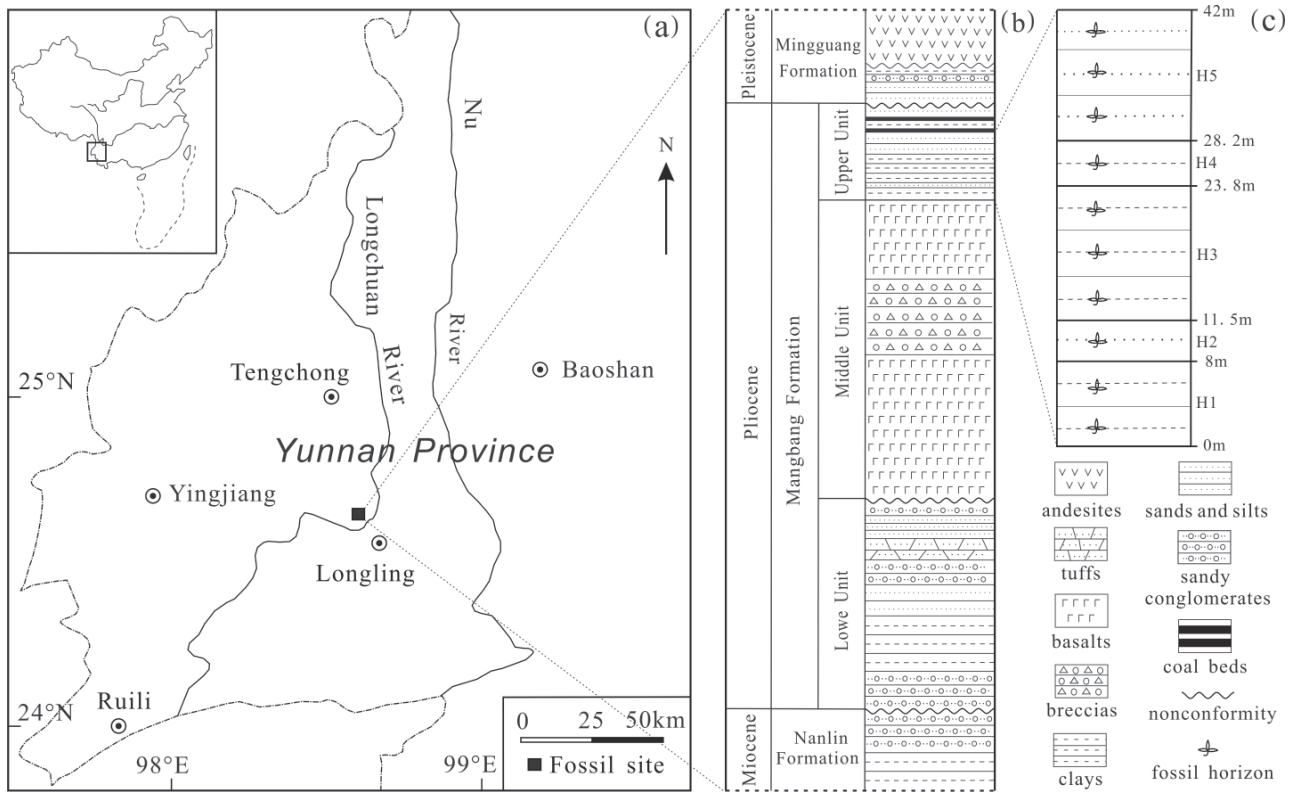 (a)
Nu
River
N
Longchuan
River
Tengchong
Baoshan
25°N
Yunnan Province
Yingjiang
Longling
Ruili
24°N
0 25 50km
Fossil site
98°E
99°E
(b)
Pleistocene
Mingguang
Formation
Pliocene
Mangbang Formation
Upper Unit
Middle Unit
Lowe Unit
Miocene
Nanlin
Formation
(c)
42m
H5
28.2m
H4
23.8m
H3
11.5m
H2
8m
H1
0m
andesites
sands and silts
tuffs
sandy
conglomerates
basalts
coal beds
breccias
nonconformity
clays
fossil horizon